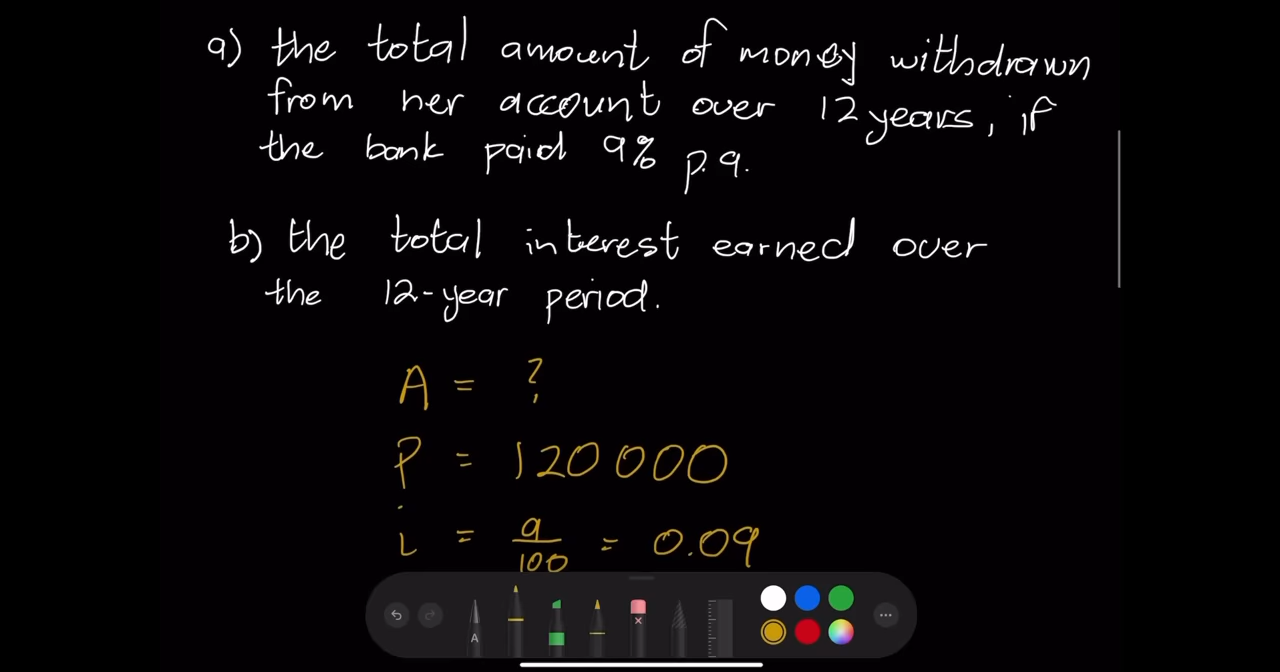 a) the total amount of money withdrawn
from her account over 12 years, if
the bank paid 9% p.a.
b) the total interest earned over
the 12-year period.
A = ?
P = 120 000
i = 9/100 = 0.09
A